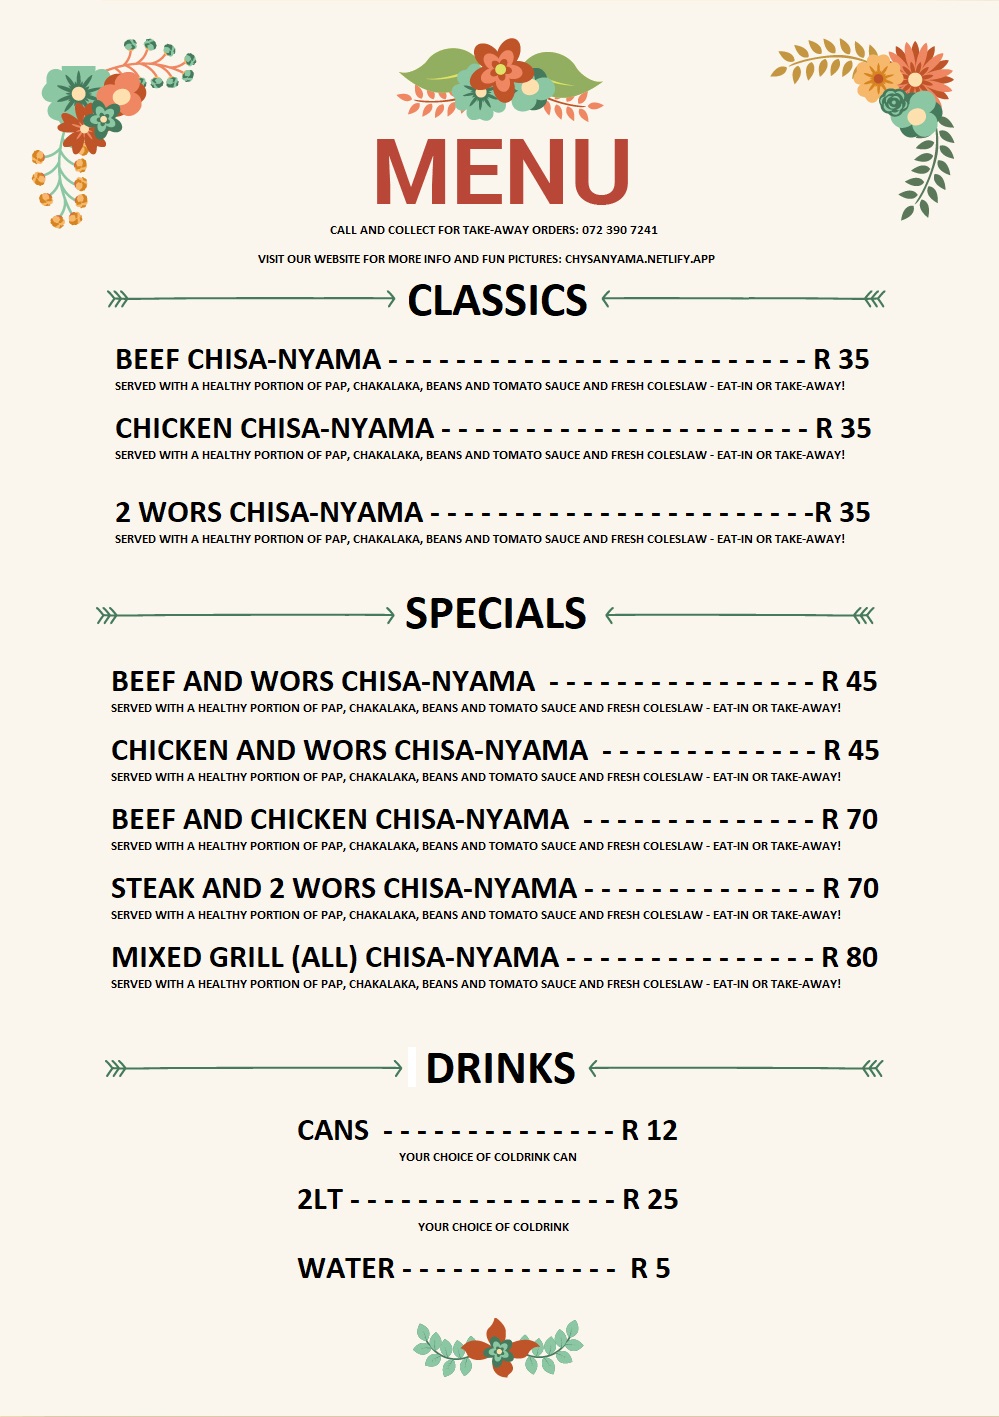 MENU
CALL AND COLLECT FOR TAKE-AWAY ORDERS: 072 390 7241
VISIT OUR WEBSITE FOR MORE INFO AND FUN PICTURES: CHYSANYAMA.NETLIFY.APP
CLASSICS
BEEF CHISA-NYAMA - - - - - - - - - - - - - - - - - - - - - - - - - R 35
SERVED WITH A HEALTHY PORTION OF PAP, CHAKALAKA, BEANS AND TOMATO SAUCE AND FRESH COLESLAW - EAT-IN OR TAKE-AWAY!
CHICKEN CHISA-NYAMA - - - - - - - - - - - - - - - - - - - - - - R 35
SERVED WITH A HEALTHY PORTION OF PAP, CHAKALAKA, BEANS AND TOMATO SAUCE AND FRESH COLESLAW - EAT-IN OR TAKE-AWAY!
2 WORS CHISA-NYAMA - - - - - - - - - - - - - - - - - - - - - - -R 35
SERVED WITH A HEALTHY PORTION OF PAP, CHAKALAKA, BEANS AND TOMATO SAUCE AND FRESH COLESLAW - EAT-IN OR TAKE-AWAY!
SPECIALS
BEEF AND WORS CHISA-NYAMA - - - - - - - - - - - - - - - - R 45
SERVED WITH A HEALTHY PORTION OF PAP, CHAKALAKA, BEANS AND TOMATO SAUCE AND FRESH COLESLAW - EAT-IN OR TAKE-AWAY!
CHICKEN AND WORS CHISA-NYAMA - - - - - - - - - - - - - R 45
SERVED WITH A HEALTHY PORTION OF PAP, CHAKALAKA, BEANS AND TOMATO SAUCE AND FRESH COLESLAW - EAT-IN OR TAKE-AWAY!
BEEF AND CHICKEN CHISA-NYAMA - - - - - - - - - - - - - - R 70
SERVED WITH A HEALTHY PORTION OF PAP, CHAKALAKA, BEANS AND TOMATO SAUCE AND FRESH COLESLAW - EAT-IN OR TAKE-AWAY!
STEAK AND 2 WORS CHISA-NYAMA - - - - - - - - - - - - - - R 70
SERVED WITH A HEALTHY PORTION OF PAP, CHAKALAKA, BEANS AND TOMATO SAUCE AND FRESH COLESLAW - EAT-IN OR TAKE-AWAY!
MIXED GRILL (ALL) CHISA-NYAMA - - - - - - - - - - - - - - - R 80
SERVED WITH A HEALTHY PORTION OF PAP, CHAKALAKA, BEANS AND TOMATO SAUCE AND FRESH COLESLAW - EAT-IN OR TAKE-AWAY!
DRINKS
CANS - - - - - - - - - - - - - - R 12
YOUR CHOICE OF COLDRINK CAN
2LT - - - - - - - - - - - - - - - - R 25
YOUR CHOICE OF COLDRINK
WATER - - - - - - - - - - - - - R 5